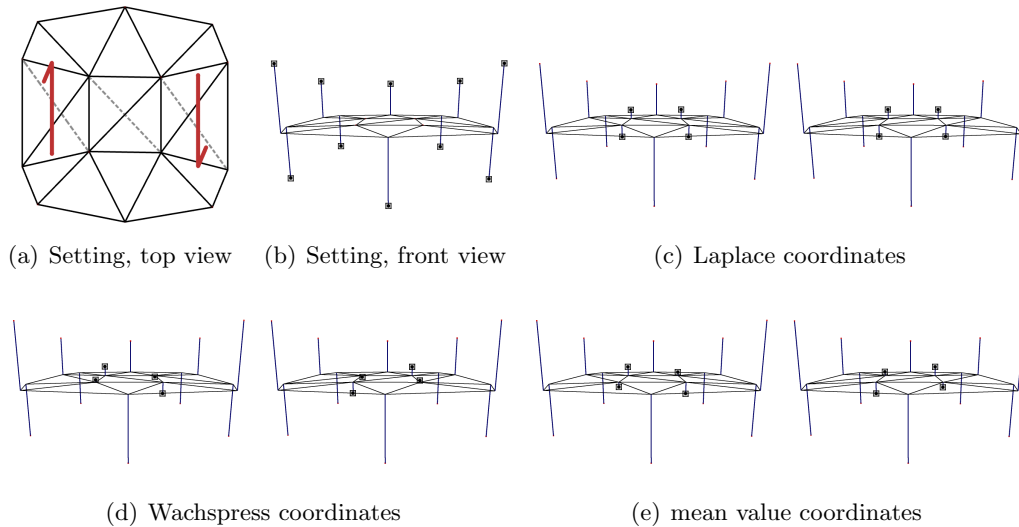 (a) Setting, top view
(b) Setting, front view
(c) Laplace coordinates
(d) Wachspress coordinates
(e) mean value coordinates